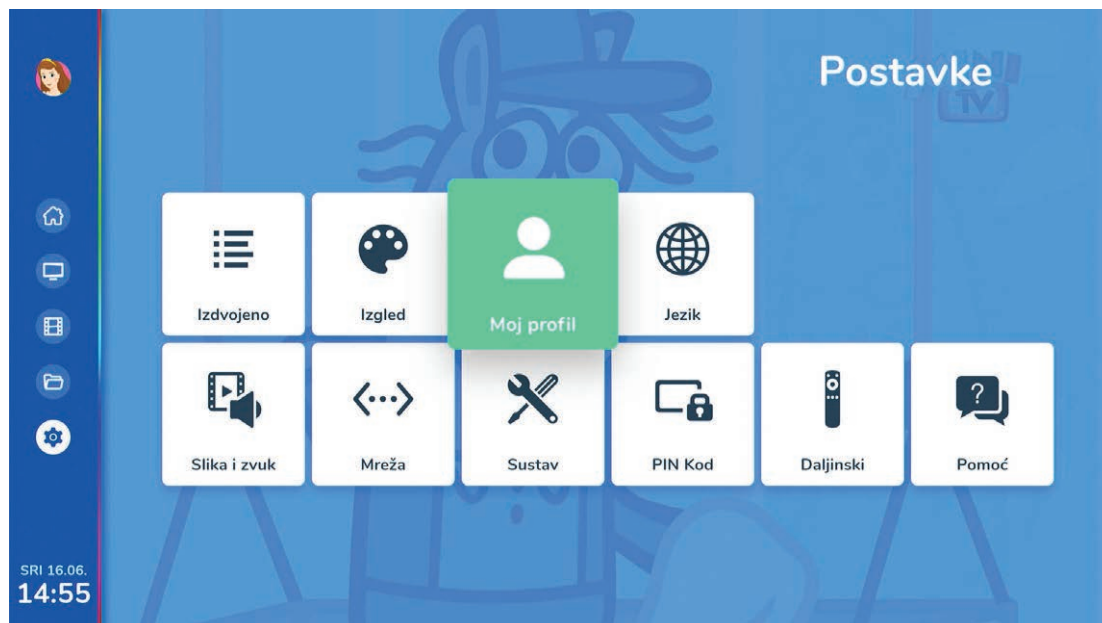 Postavke
Izdvojeno
Izgled
Moj profil
Jezik
Slika i zvuk
Mreža
Sustav
PIN Kod
Daljinski
Pomoć
SRI 16.06.
14:55